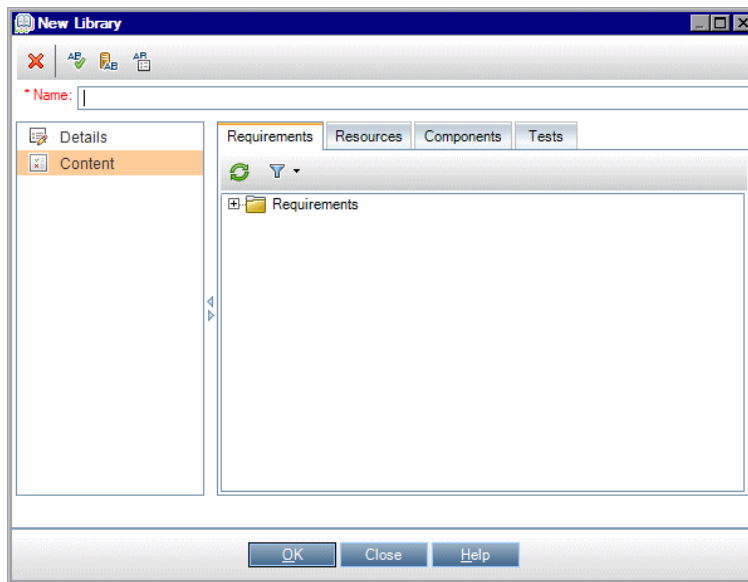 New Library
* Name:
Details
Content
Requirements Resources Components Tests
Requirements
OK Close Help